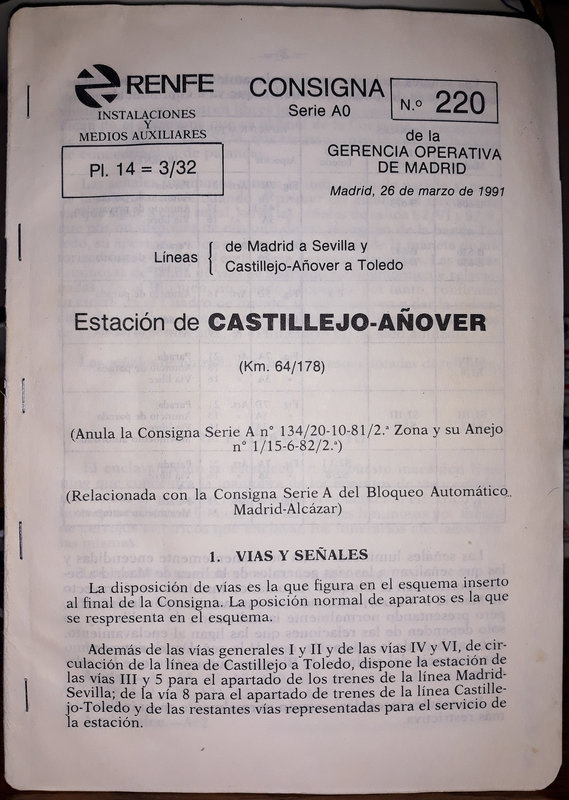 RENFE
INSTALACIONES
Y
MEDIOS AUXILIARES
Pl. 14 = 3/32
CONSIGNA
Serie A0
N.º 220
de la
GERENCIA OPERATIVA
DE MADRID
Madrid, 26 de marzo de 1991
Líneas { de Madrid a Sevilla y
Castillejo-Añover a Toledo
Estación de CASTILLEJO-AÑOVER
(Km. 64/178)
(Anula la Consigna Serie A n° 134/20-10-81/2.ª Zona y su Anejo
n° 1/15-6-82/2.ª)
(Relacionada con la Consigna Serie A del Bloqueo Automático
Madrid-Alcázar)
1. VIAS Y SEÑALES
La disposición de vías es la que figura en el esquema inserto
al final de la Consigna. La posición normal de aparatos es la que
se respresenta en el esquema.
Además de las vías generales I y II y de las vías IV y VI, de cir-
culación de la línea de Castillejo a Toledo, dispone la estación de
las vías III y 5 para el apartado de los trenes de la línea Madrid-
Sevilla; de la vía 8 para el apartado de trenes de la línea Castille-
jo-Toledo y de las restantes vías representadas para el servicio de
la estación.